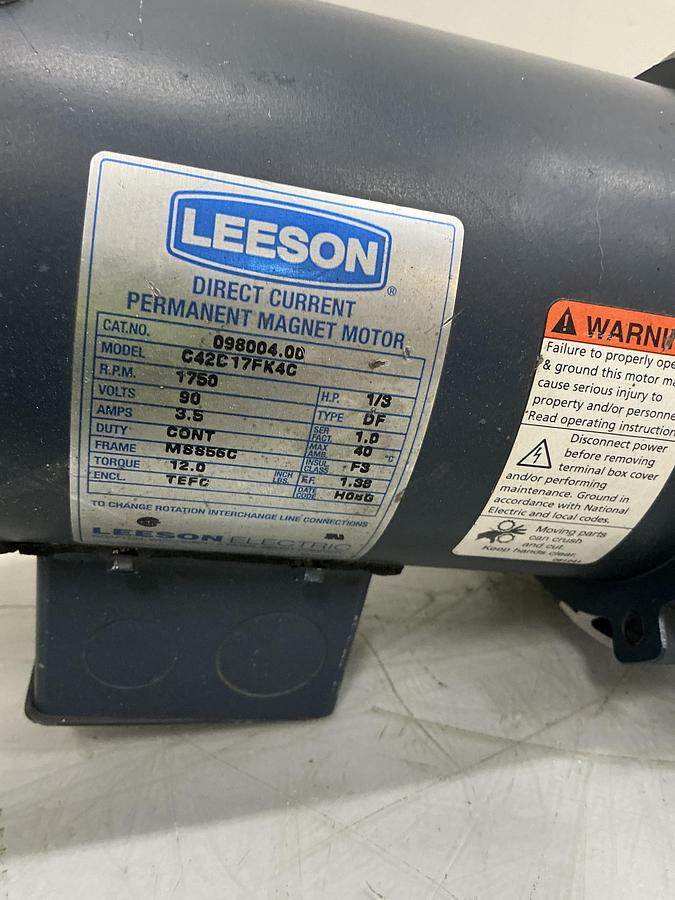 LEESON®
DIRECT CURRENT
PERMANENT MAGNET MOTOR
CAT.NO. 098004.00
MODEL C42C17FK4C
R.P.M. 1750
VOLTS 90 H.P. 1/3
AMPS 3.5 TYPE DF
DUTY CONT SER FACT. 1.0
FRAME MSS56C MAX AMB. 40 °C
TORQUE 12.0 INCH LBS. INSUL CLASS F3
ENCL. TEFC F.F. 1.38
DATE CODE
TO CHANGE ROTATION INTERCHANGE LINE CONNECTIONS
LEESON ELECTRIC
WARNI
Failure to properly ope
& ground this motor ma
cause serious injury to
property and/or personne
Read operating instruction
Disconnect power
before removing
terminal box cover
and/or performing
maintenance. Ground in
accordance with National
Electric and local codes.
Moving parts
can crush
and cut.
Keep hands clear.